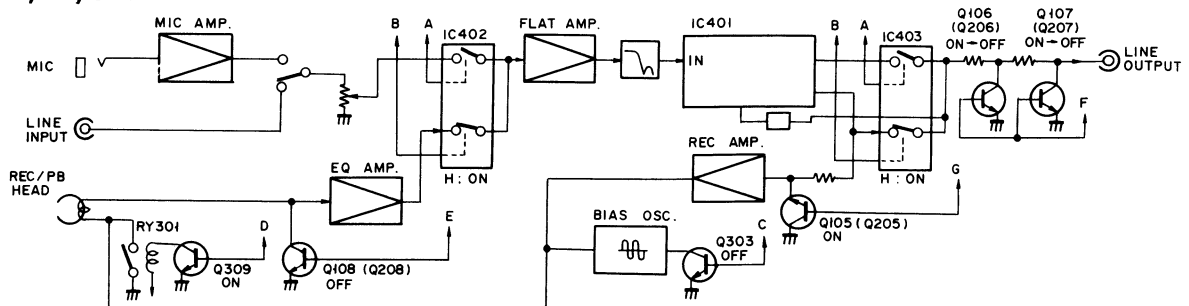 MIC AMP.
MIC
LINE
INPUT
REC/PB
HEAD
RY301
D
Q309
ON
EQ AMP.
Q108 (Q208)
OFF
E
B
A
IC402
H : ON
FLAT AMP.
IC401
IN
REC AMP.
BIAS OSC.
C
Q303
OFF
B
A
IC403
H : ON
G
Q105 (Q205)
ON
Q106
(Q206)
ON→OFF
Q107
(Q207)
ON→OFF
LINE
OUTPUT
F